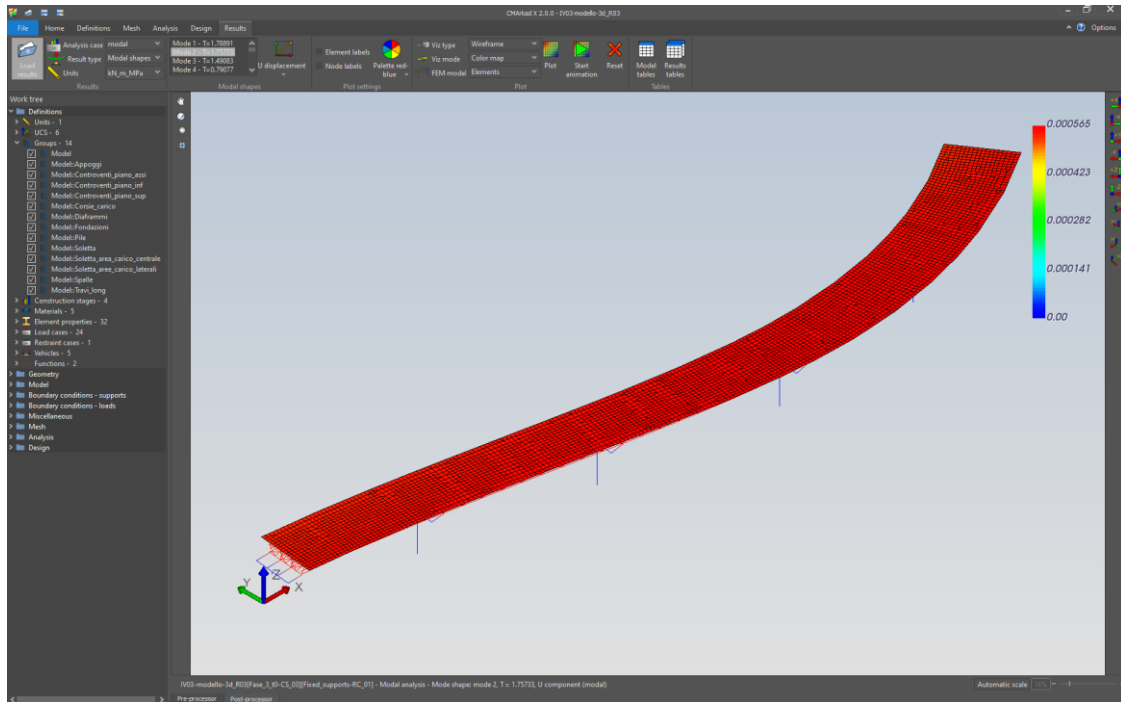 CMArkad X 2.0.0 - IV03-modello-3d_R03
File Home Definitions Mesh Analysis Design Results Options
Load results
Analysis case modal
Result type Modal shapes
Units kN_m_MPa
Results
Mode 1 - T=1.78891
Mode 2 - T=1.75733
Mode 3 - T=1.49083
Mode 4 - T=0.79077
U displacement
Modal shapes
Element labels
Node labels
Palette red-blue
Plot settings
Viz type Wireframe
Viz mode Color map
FEM model Elements
Plot
Start animation
Reset
Plot
Model tables
Results tables
Tables
Work tree
Definitions
Units - 1
UCS - 6
Groups - 14
Model
Model::Appoggi
Model::Controventi_piano_assi
Model::Controventi_piano_inf
Model::Controventi_piano_sup
Model::Corsie_carico
Model::Diaframmi
Model::Fondazioni
Model::Pile
Model::Soletta
Model::Soletta_area_carico_centrale
Model::Soletta_aree_carico_laterali
Model::Spalle
Model::Travi_long
Construction stages - 4
Materials - 5
Element properties - 32
Load cases - 24
Restraint cases - 1
Vehicles - 5
Functions - 2
Geometry
Model
Boundary conditions - supports
Boundary conditions - loads
Miscellaneous
Mesh
Analysis
Design
0.000565
0.000423
0.000282
0.000141
0.00
Y Z X
IV03-modello-3d_R03[Fase_3_t0-CS_03][Fixed_supports-RC_01] - Modal analysis - Mode shape: mode 2, T = 1.75733, U component (modal)
Automatic scale
Pre-processor Post-processor